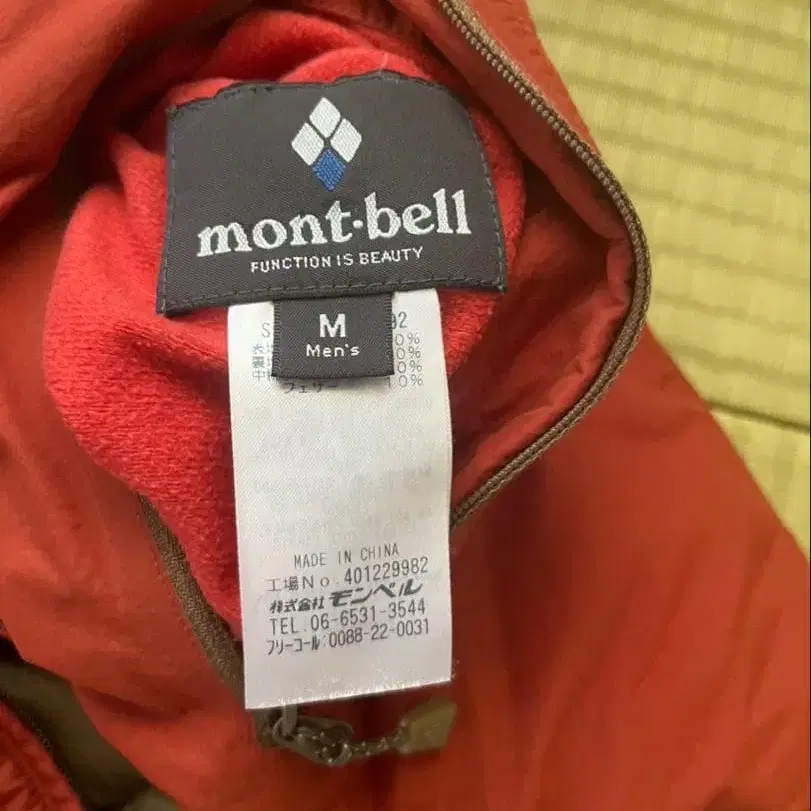 mont·bell
FUNCTION IS BEAUTY
M
Men's
フェザー 10%
MADE IN CHINA
工場No. 401229982
株式会社 モンベル
TEL.06-6531-3544
フリーコール:0088-22-0031